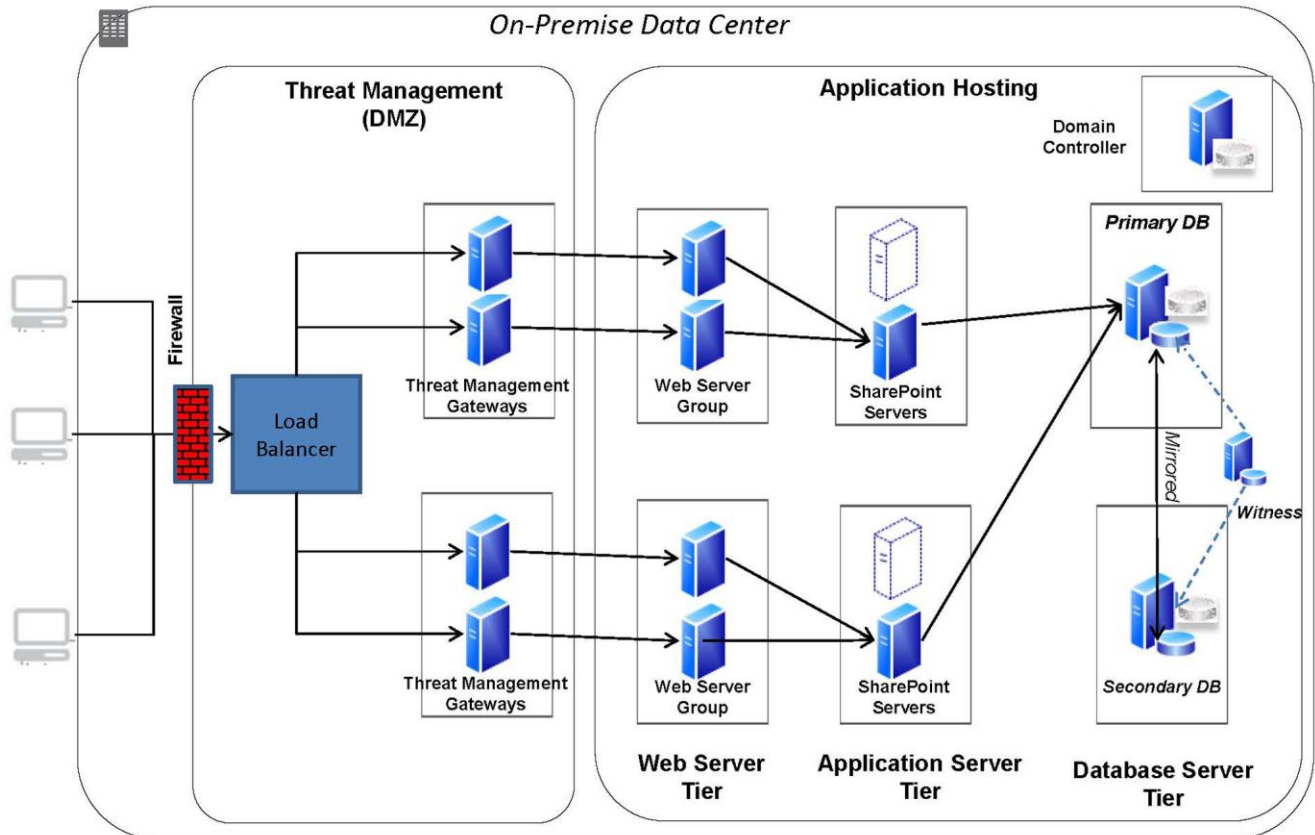 On-Premise Data Center
Threat Management
(DMZ)
Application Hosting
Domain
Controller
Primary DB
Firewall
Load
Balancer
Threat Management
Gateways
Web Server
Group
SharePoint
Servers
Mirrored
Witness
Threat Management
Gateways
Web Server
Group
SharePoint
Servers
Secondary DB
Web Server
Tier
Application Server
Tier
Database Server
Tier